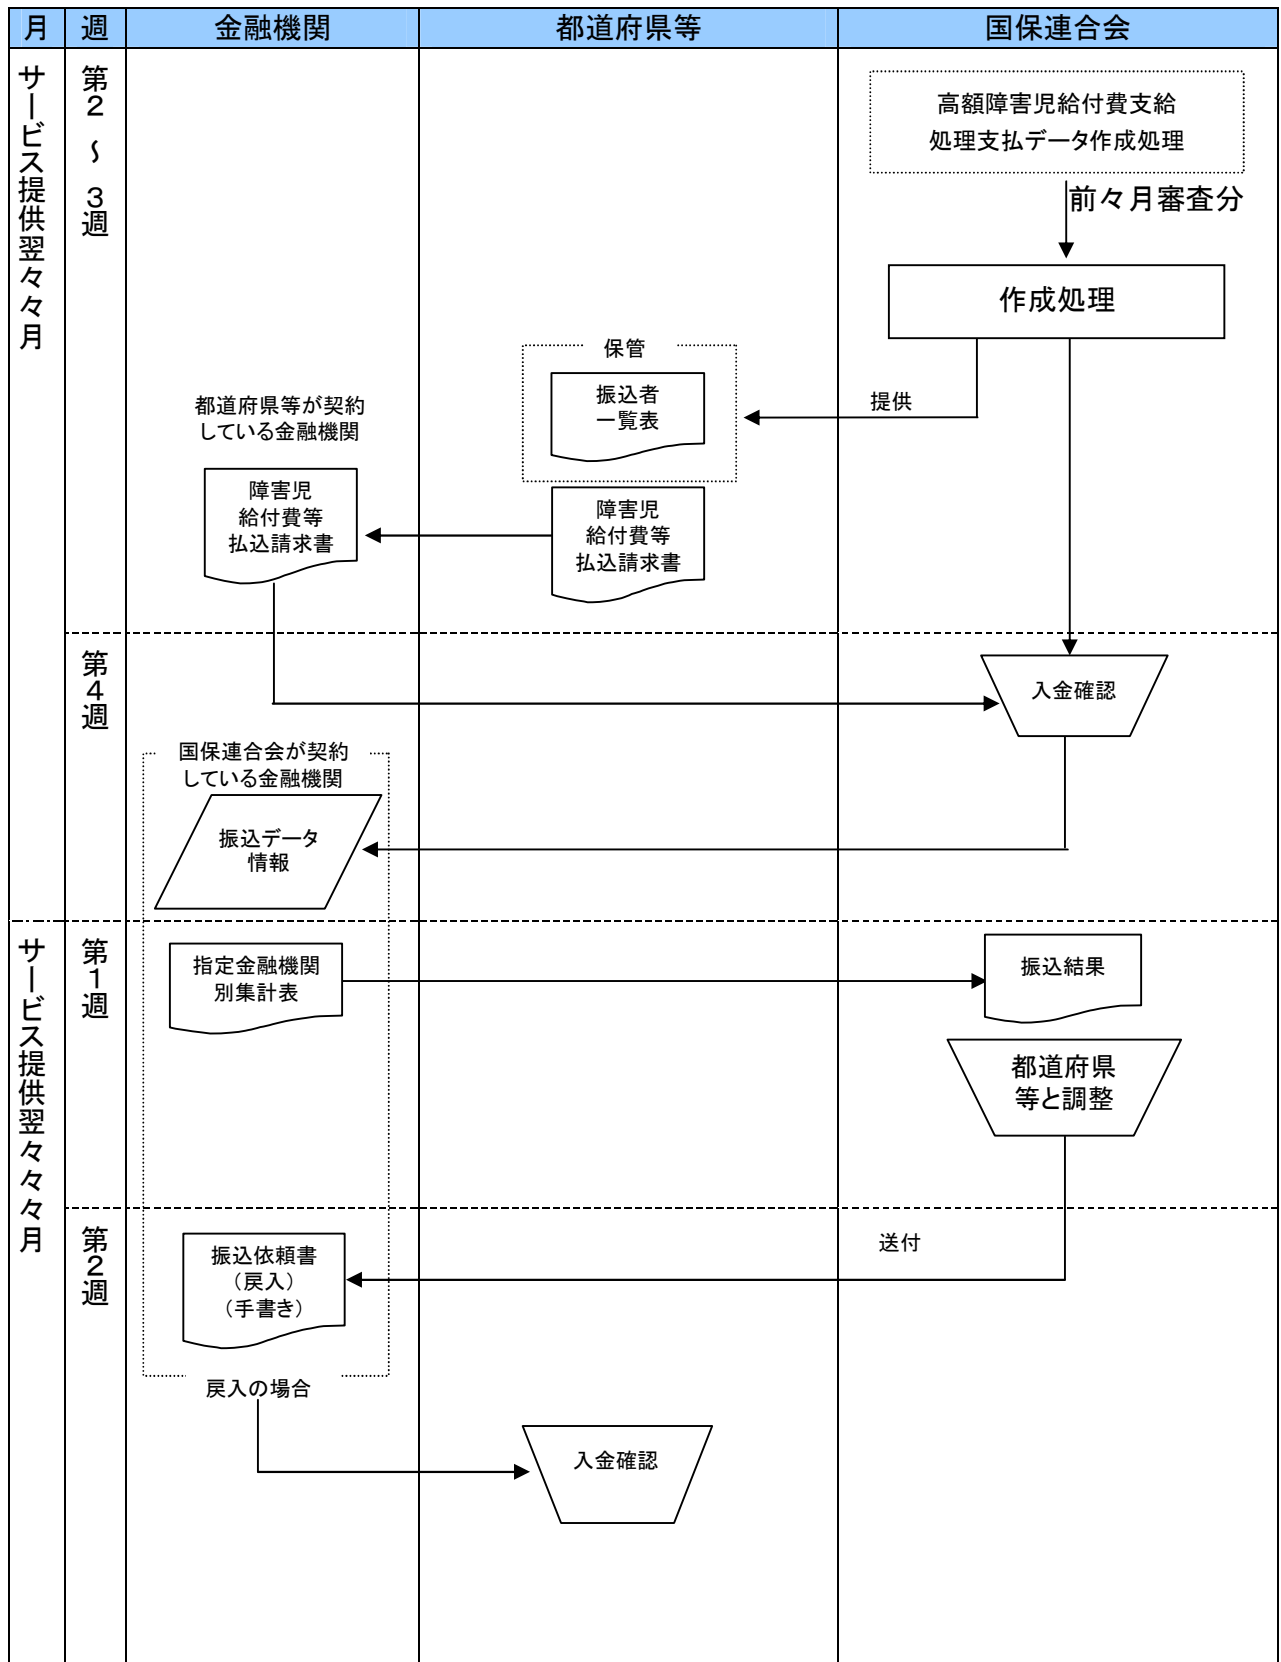 月 週 金融機関 都道府県等 国保連合会
サービス提供翌々月
第2～3週
高額障害児給付費支給
処理支払データ作成処理
前々月審査分
作成処理
保管
振込者
一覧表
提供
都道府県等が契約
している金融機関
障害児
給付費等
払込請求書
障害児
給付費等
払込請求書
第4週
入金確認
国保連合会が契約
している金融機関
振込データ
情報
サービス提供翌々々月
第1週
指定金融機関
別集計表
振込結果
都道府県
等と調整
第2週
送付
振込依頼書
（戻入）
（手書き）
戻入の場合
入金確認